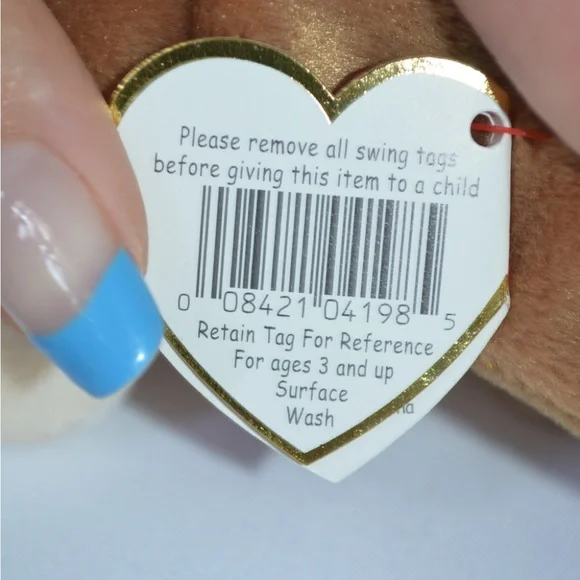 Please remove all swing tags
before giving this item to a child
0 08421 04198 5
Retain Tag For Reference
For ages 3 and up
Surface
Wash